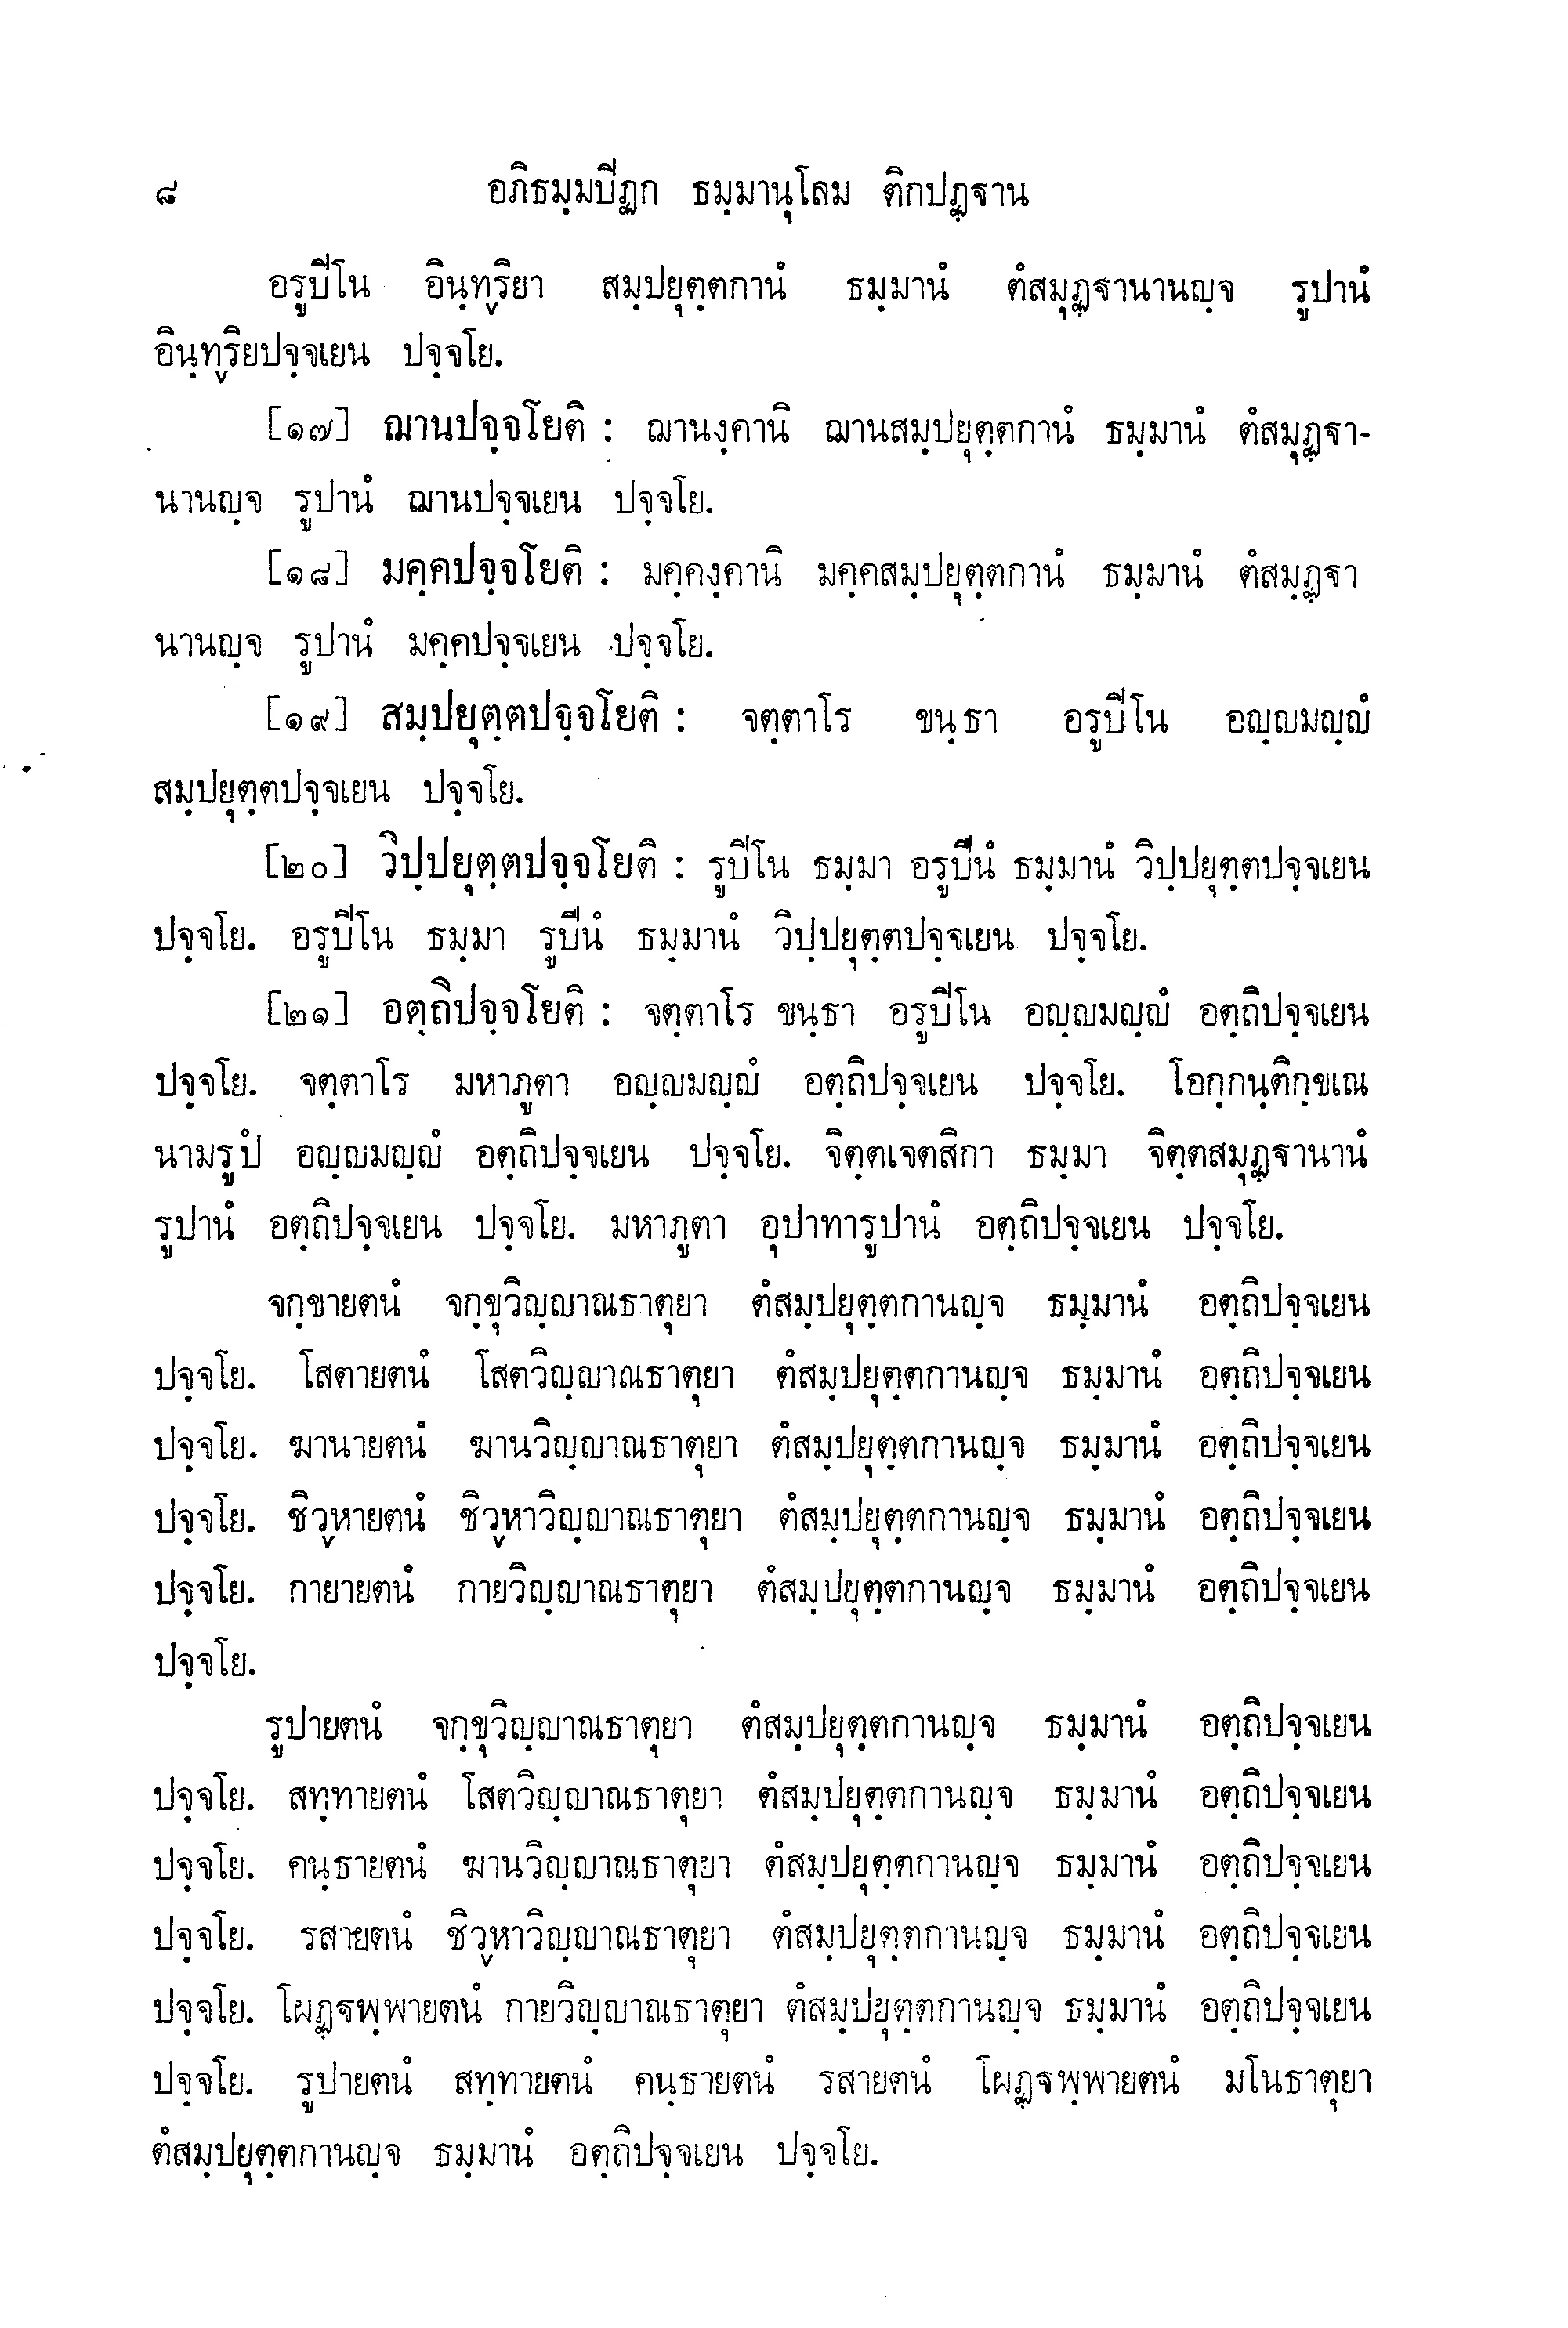 ๘ อภิธมฺมปิฏก ธมฺมานุโลม ติกปฏฺฐาน
อรูปิโน อินฺทฺริยา สมฺปยุตฺตกานํ ธมฺมานํ ตํสมุฏฺฐานานญฺจ รูปานํ
อินฺทฺริยปจฺจเยน ปจฺจโย.
[๑๗] ฌานปจฺจโยติ : ฌานงฺคานิ ฌานสมฺปยุตฺตกานํ ธมฺมานํ ตํสมุฏฺฐา-
นานญฺจ รูปานํ ฌานปจฺจเยน ปจฺจโย.
[๑๘] มคฺคปจฺจโยติ : มคฺคงฺคานิ มคฺคสมฺปยุตฺตกานํ ธมฺมานํ ตํสมฺฏฺฐา
นานญฺจ รูปานํ มคฺคปจฺจเยน ปจฺจโย.
[๑๙] สมฺปยุตฺตปจฺจโยติ : จตฺตาโร ขนฺธา อรูปิโน อญฺญมญฺญํ
สมฺปยุตฺตปจฺจเยน ปจฺจโย.
[๒๐] วิปฺปยุตฺตปจฺจโยติ : รูปิโน ธมฺมา อรูปินํ ธมฺมานํ วิปฺปยุตฺตปจฺจเยน
ปจฺจโย. อรูปิโน ธมฺมา รูปินํ ธมฺมานํ วิปฺปยุตฺตปจฺจเยน ปจฺจโย.
[๒๑] อตฺถิปจฺจโยติ : จตฺตาโร ขนฺธา อรูปิโน อญฺญมญฺญํ อตฺถิปจฺจเยน
ปจฺจโย. จตฺตาโร มหาภูตา อญฺญมญฺญํ อตฺถิปจฺจเยน ปจฺจโย. โอกฺกนฺติกฺขเณ
นามรูปํ อญฺญมญฺญํ อตฺถิปจฺจเยน ปจฺจโย. จิตฺตเจตสิกา ธมฺมา จิตฺตสมุฏฺฐานานํ
รูปานํ อตฺถิปจฺจเยน ปจฺจโย. มหาภูตา อุปาทารูปานํ อตฺถิปจฺจเยน ปจฺจโย.
จกฺขายตนํ จกฺขุวิญฺญาณธาตุยา ตํสมฺปยุตฺตกานญฺจ ธมฺมานํ อตฺถิปจฺจเยน
ปจฺจโย. โสตายตนํ โสตวิญฺญาณธาตุยา ตํสมฺปยุตฺตกานญฺจ ธมฺมานํ อตฺถิปจฺจเยน
ปจฺจโย. ฆานายตนํ ฆานวิญฺญาณธาตุยา ตํสมฺปยุตฺตกานญฺจ ธมฺมานํ อตฺถิปจฺจเยน
ปจฺจโย. ชิวฺหายตนํ ชิวฺหาวิญฺญาณธาตุยา ตํสมฺปยุตฺตกานญฺจ ธมฺมานํ อตฺถิปจฺจเยน
ปจฺจโย. กายายตนํ กายวิญฺญาณธาตุยา ตํสมฺปยุตฺตกานญฺจ ธมฺมานํ อตฺถิปจฺจเยน
ปจฺจโย.
รูปายตนํ จกฺขุวิญฺญาณธาตุยา ตํสมฺปยุตฺตกานญฺจ ธมฺมานํ อตฺถิปจฺจเยน
ปจฺจโย. สทฺทายตนํ โสตวิญฺญาณธาตุยา ตํสมฺปยุตฺตกานญฺจ ธมฺมานํ อตฺถิปจฺจเยน
ปจฺจโย. คนฺธายตนํ ฆานวิญฺญาณธาตุยา ตํสมฺปยุตฺตกานญฺจ ธมฺมานํ อตฺถิปจฺจเยน
ปจฺจโย. รสายตนํ ชิวฺหาวิญฺญาณธาตุยา ตํสมฺปยุตฺตกานญฺจ ธมฺมานํ อตฺถิปจฺจเยน
ปจฺจโย. โผฏฺฐพฺพายตนํ กายวิญฺญาณธาตุยา ตํสมฺปยุตฺตกานญฺจ ธมฺมานํ อตฺถิปจฺจเยน
ปจฺจโย. รูปายตนํ สทฺทายตนํ คนฺธายตนํ รสายตนํ โผฏฺฐพฺพายตนํ มโนธาตุยา
ตํสมฺปยุตฺตกานญฺจ ธมฺมานํ อตฺถิปจฺจเยน ปจฺจโย.